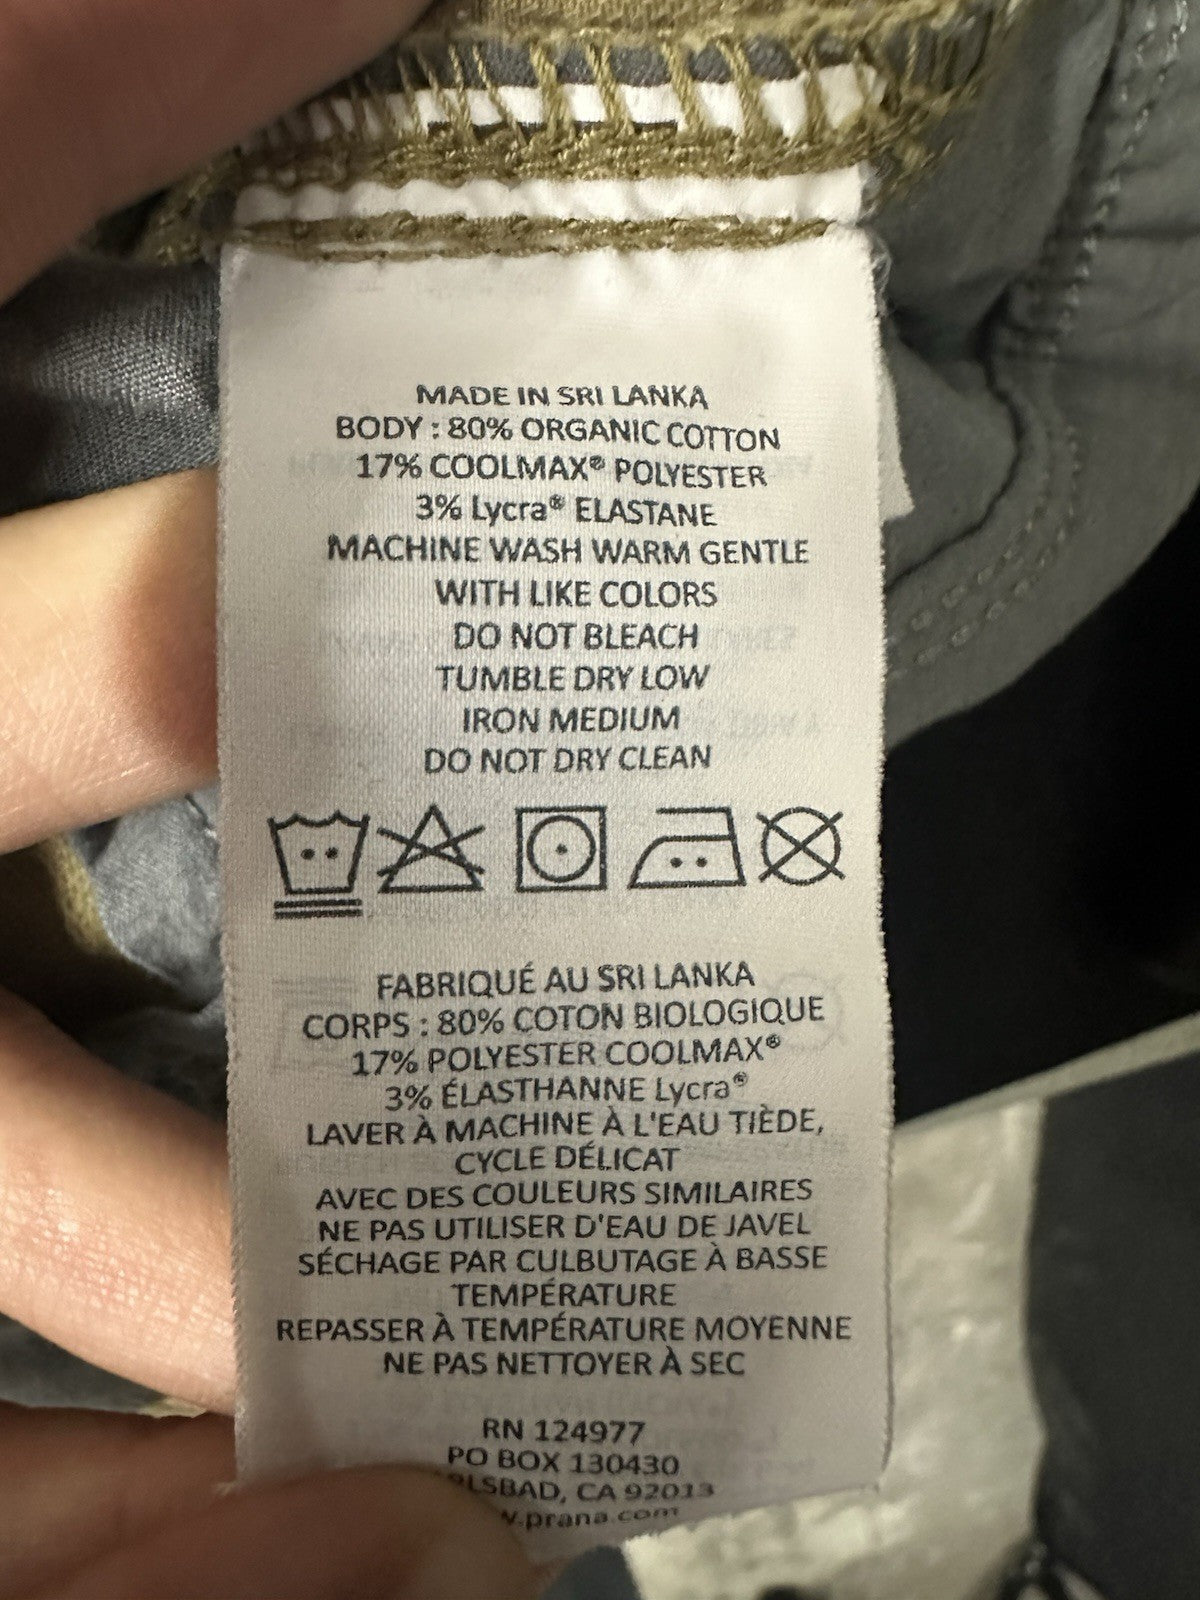 MADE IN SRI LANKA
BODY : 80% ORGANIC COTTON
17% COOLMAX® POLYESTER
3% Lycra® ELASTANE
MACHINE WASH WARM GENTLE
WITH LIKE COLORS
DO NOT BLEACH
TUMBLE DRY LOW
IRON MEDIUM
DO NOT DRY CLEAN
FABRIQUÉ AU SRI LANKA
CORPS : 80% COTON BIOLOGIQUE
17% POLYESTER COOLMAX®
3% ÉLASTHANNE Lycra®
LAVER À MACHINE À L'EAU TIÈDE,
CYCLE DÉLICAT
AVEC DES COULEURS SIMILAIRES
NE PAS UTILISER D'EAU DE JAVEL
SÉCHAGE PAR CULBUTAGE À BASSE
TEMPÉRATURE
REPASSER À TEMPÉRATURE MOYENNE
NE PAS NETTOYER À SEC
RN 124977
PO BOX 130430
RLSBAD, CA 92013
w.prana.com